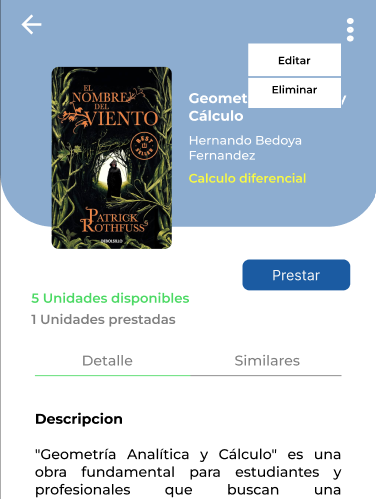 Editar
Eliminar
EL
NOMBRE
DEL
VIENTO
BEST
SELLER
PATRICK
ROTHFUSS
DEBOLSILLO
Geomet y
Cálculo
Hernando Bedoya
Fernandez
Calculo diferencial
Prestar
5 Unidades disponibles
1 Unidades prestadas
Detalle Similares
Descripcion
"Geometría Analítica y Cálculo" es una
obra fundamental para estudiantes y
profesionales que buscan una